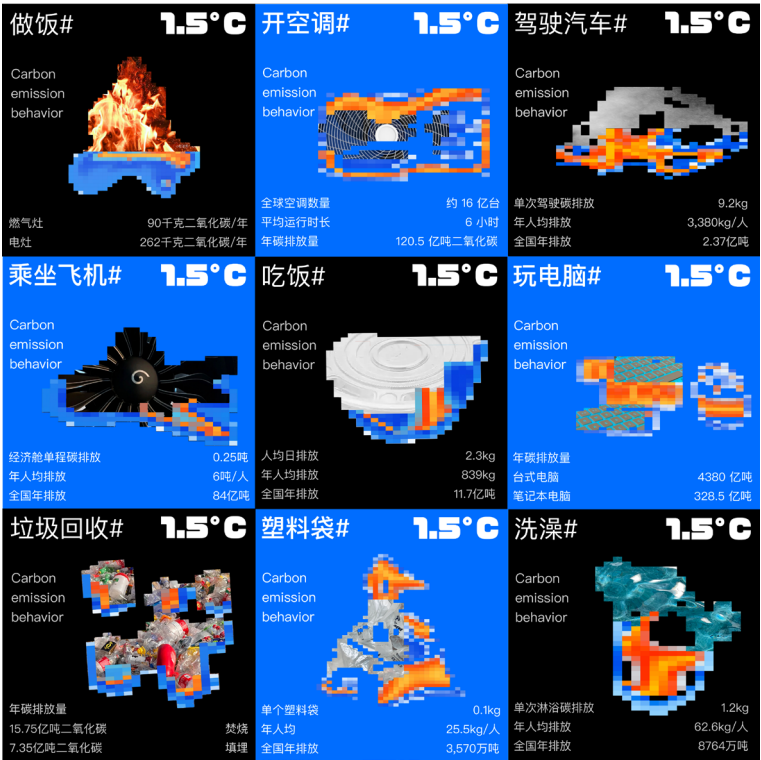 做饭#
1.5°C
Carbon
emission
behavior
燃气灶 90千克二氧化碳/年
电灶 262千克二氧化碳/年
开空调#
1.5°C
Carbon
emission
behavior
全球空调数量 约 16 亿台
平均运行时长 6 小时
年碳排放量 120.5 亿吨二氧化碳
驾驶汽车#
1.5°C
Carbon
emission
behavior
单次驾驶碳排放 9.2kg
年人均排放 3,380kg/人
全国年排放 2.37亿吨
乘坐飞机#
1.5°C
Carbon
emission
behavior
经济舱单程碳排放 0.25吨
年人均排放 6吨/人
全国年排放 84亿吨
吃饭#
1.5°C
Carbon
emission
behavior
人均日排放 2.3kg
年人均排放 839kg
全国年排放 11.7亿吨
玩电脑#
1.5°C
Carbon
emission
behavior
年碳排放量
台式电脑 4380 亿吨
笔记本电脑 328.5 亿吨
垃圾回收#
1.5°C
Carbon
emission
behavior
年碳排放量
15.75亿吨二氧化碳 焚烧
7.35亿吨二氧化碳 填埋
塑料袋#
1.5°C
Carbon
emission
behavior
单个塑料袋 0.1kg
年人均 25.5kg/人
全国年排放 3,570万吨
洗澡#
1.5°C
Carbon
emission
behavior
单次淋浴碳排放 1.2kg
年人均排放 62.6kg/人
全国年排放 8764万吨